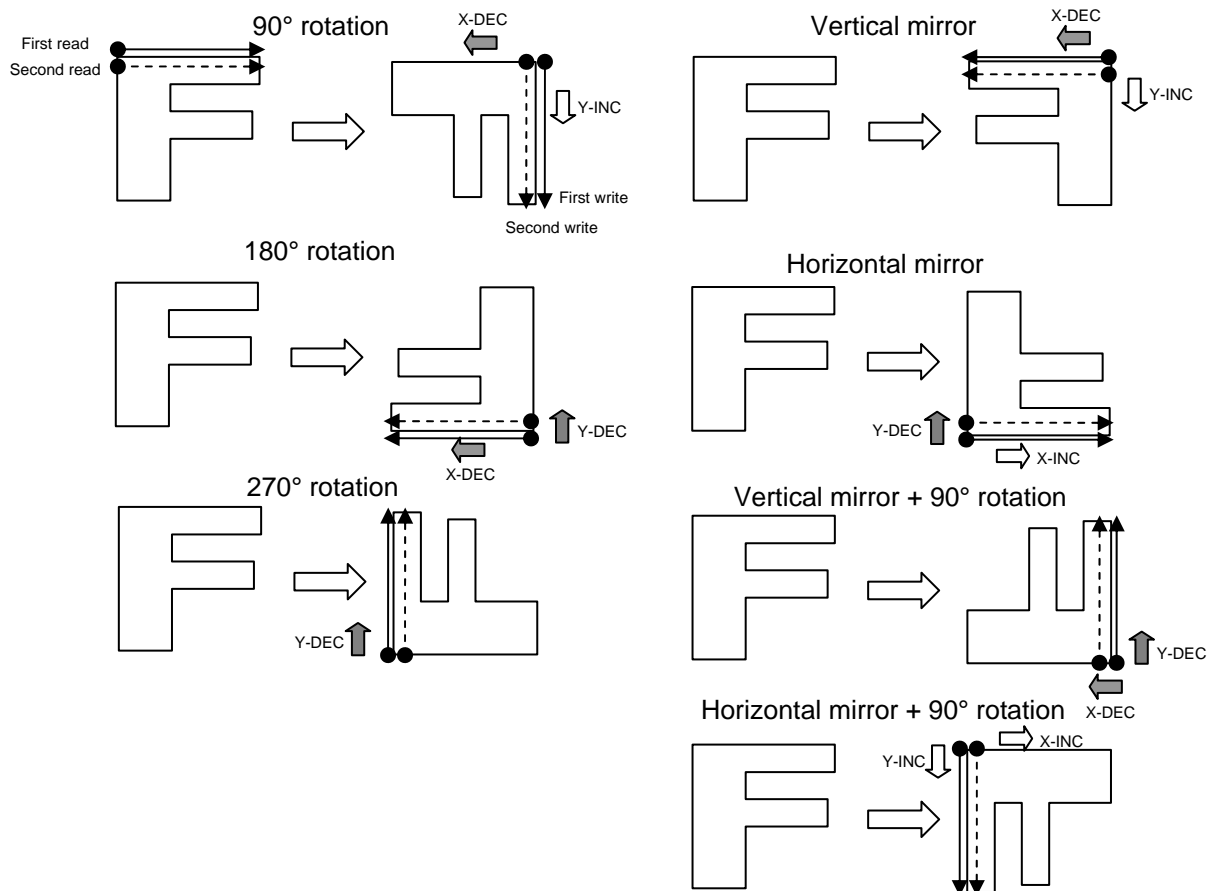 90° rotation
First read
Second read
X-DEC
Y-INC
First write
Second write
Vertical mirror
X-DEC
Y-INC
180° rotation
Y-DEC
X-DEC
Horizontal mirror
Y-DEC
X-INC
270° rotation
Y-DEC
Vertical mirror + 90° rotation
Y-DEC
X-DEC
Horizontal mirror + 90° rotation
Y-INC
X-INC